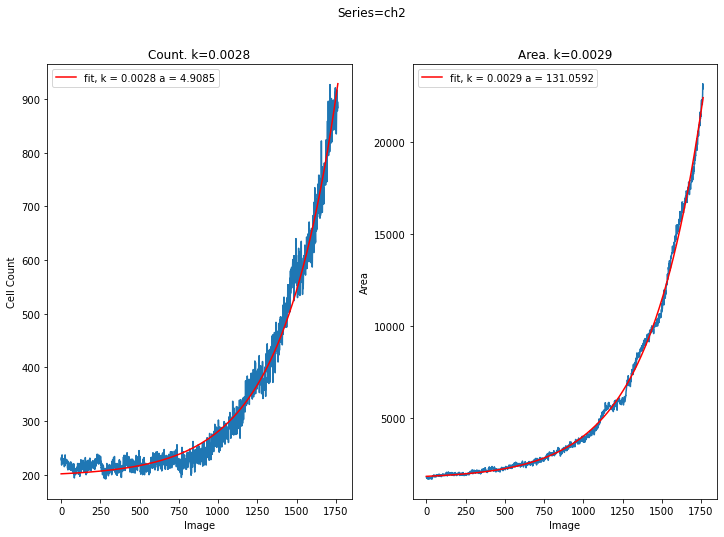 Series=ch2
Count. k=0.0028
fit, k = 0.0028 a = 4.9085
900
800
700
600
500
400
300
200
Cell Count
0 250 500 750 1000 1250 1500 1750
Image
Area. k=0.0029
fit, k = 0.0029 a = 131.0592
20000
15000
10000
5000
Area
0 250 500 750 1000 1250 1500 1750
Image